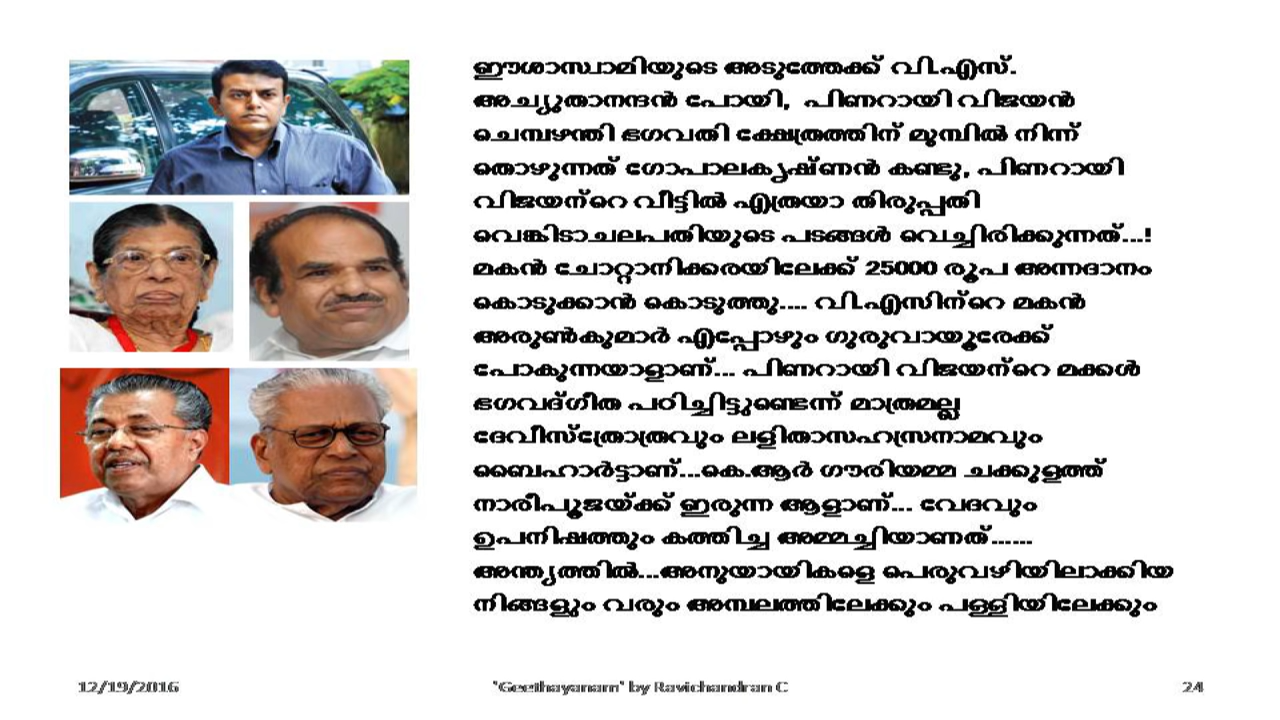 ഈശാസ്വാമിയുടെ അടുത്തേക്ക് വി.എസ്.
അച്യുതാനന്ദൻ പോയി, പിണറായി വിജയൻ
ചെമ്പഴന്തി ഭഗവതി ക്ഷേത്രത്തിന് മുമ്പിൽ നിന്ന്
തൊഴുന്നത് ഗോപാലകൃഷ്ണൻ കണ്ടു, പിണറായി
വിജയന്റെ വീട്ടിൽ എത്രയാ തിരുപ്പതി
വെങ്കിടാചലപതിയുടെ പടങ്ങൾ വെച്ചിരിക്കുന്നത്...!
മകൻ ചോറ്റാനിക്കരയിലേക്ക് 25000 രൂപ അന്നദാനം
കൊടുക്കാൻ കൊടുത്തു.... വി.എസിന്റെ മകൻ
അരുൺകുമാർ എപ്പോഴും ഗുരുവായൂരേക്ക്
പോകുന്നയാളാണ്... പിണറായി വിജയന്റെ മക്കൾ
ഭഗവദ്ഗീത പഠിച്ചിട്ടുണ്ടെന്ന് മാത്രമല്ല
ദേവീസ്ത്രോത്രവും ലളിതാസഹസ്രനാമവും
ബൈഹാർട്ടാണ്...കെ.ആർ ഗൗരിയമ്മ ചക്കുളത്ത്
നാരീപൂജയ്ക്ക് ഇരുന്ന ആളാണ്... വേദവും
ഉപനിഷത്തും കത്തിച്ച അമ്മച്ചിയാണത്......
അന്ത്യത്തിൽ...അനുയായികളെ പെരുവഴിയിലാക്കിയ
നിങ്ങളും വരും അമ്പലത്തിലേക്കും പള്ളിയിലേക്കും
12/19/2016 'Geethayanam' by Ravichandran C 24